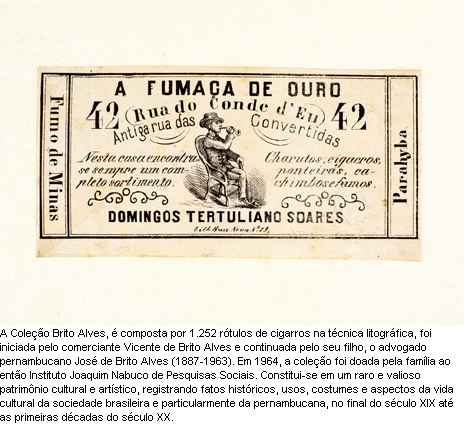 A FUMAÇA DE OURO
42 Rua do Conde d'Eu 42
Antiga rua das Convertidas
Fumo de Minas
Nesta casa encontra-
se sempre um com-
pleto sortimento.
Charutos, cigarros,
ponteiras, ca-
chimbos e fumos.
Parahyba
DOMINGOS TERTULIANO SOARES
A Coleção Brito Alves, é composta por 1.252 rótulos de cigarros na técnica litográfica, foi
iniciada pelo comerciante Vicente de Brito Alves e continuada pelo seu filho, o advogado
pernambucano José de Brito Alves (1887-1963). Em 1964, a coleção foi doada pela família ao
então Instituto Joaquim Nabuco de Pesquisas Sociais. Constitui-se em um raro e valioso
patrimônio cultural e artístico, registrando fatos históricos, usos, costumes e aspectos da vida
cultural da sociedade brasileira e particularmente da pernambucana, no final do século XIX até
as primeiras décadas do século XX.